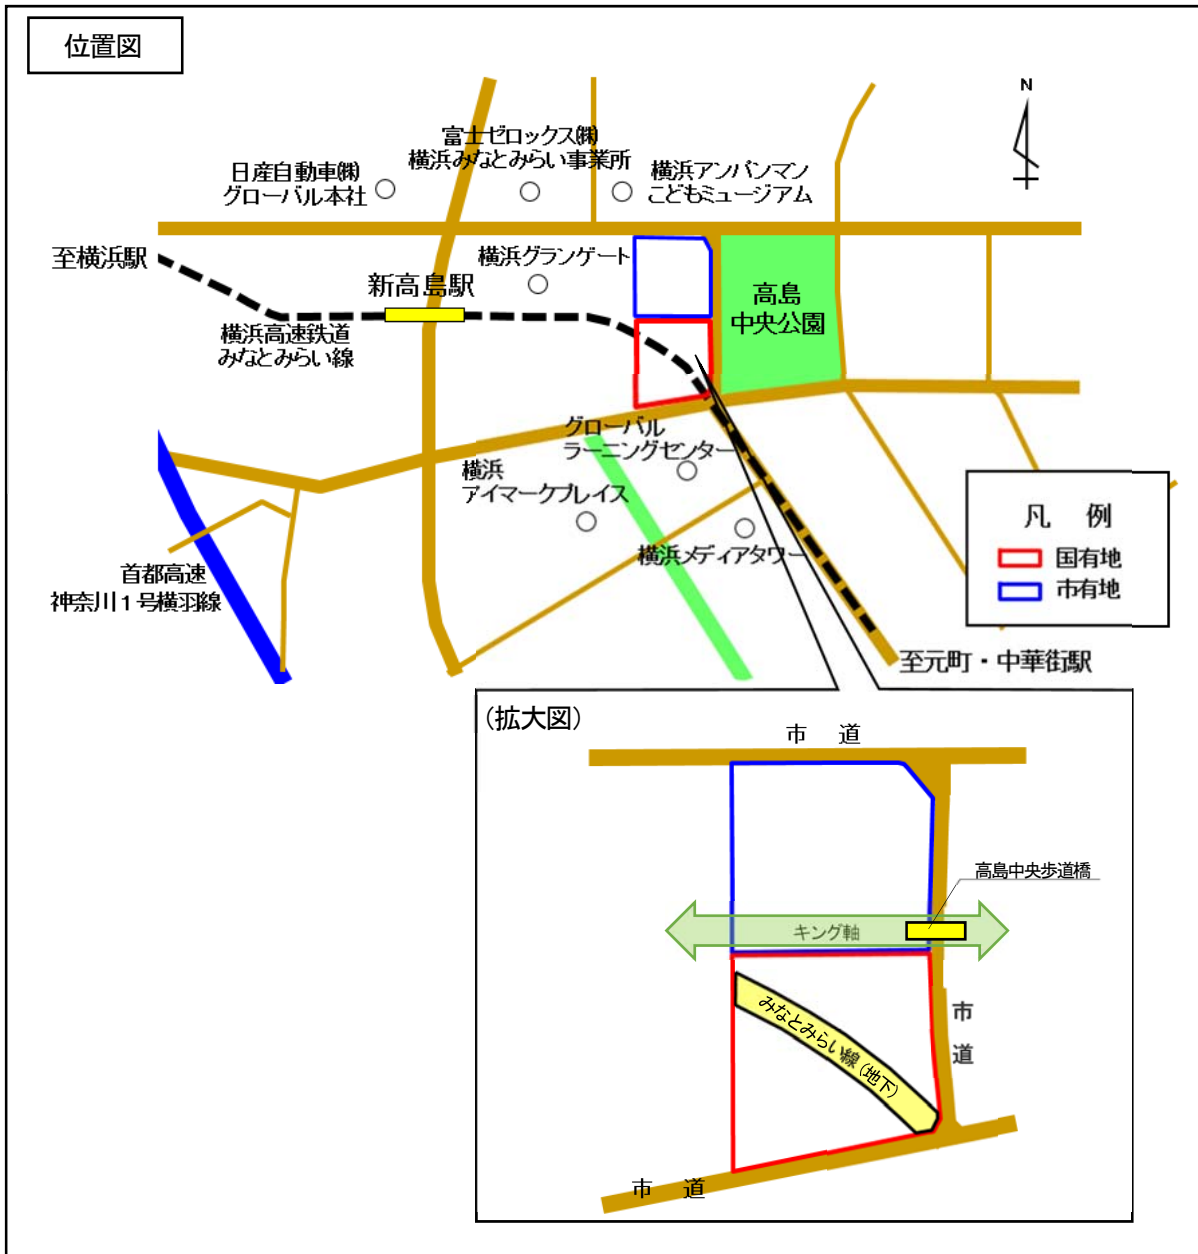 位置図
N
富士ゼロックス㈱
横浜みなとみらい事業所
日産自動車㈱
グローバル本社
横浜アンパンマン
こどもミュージアム
至横浜駅
横浜グランゲート
新高島駅
高島
中央公園
横浜高速鉄道
みなとみらい線
グローバル
ラーニングセンター
横浜
アイマークプレイス
横浜メディアタワー
凡 例
国有地
市有地
首都高速
神奈川1号横羽線
至元町・中華街駅
(拡大図)
市 道
高島中央歩道橋
キング軸
みなとみらい線(地下)
市
道
市 道